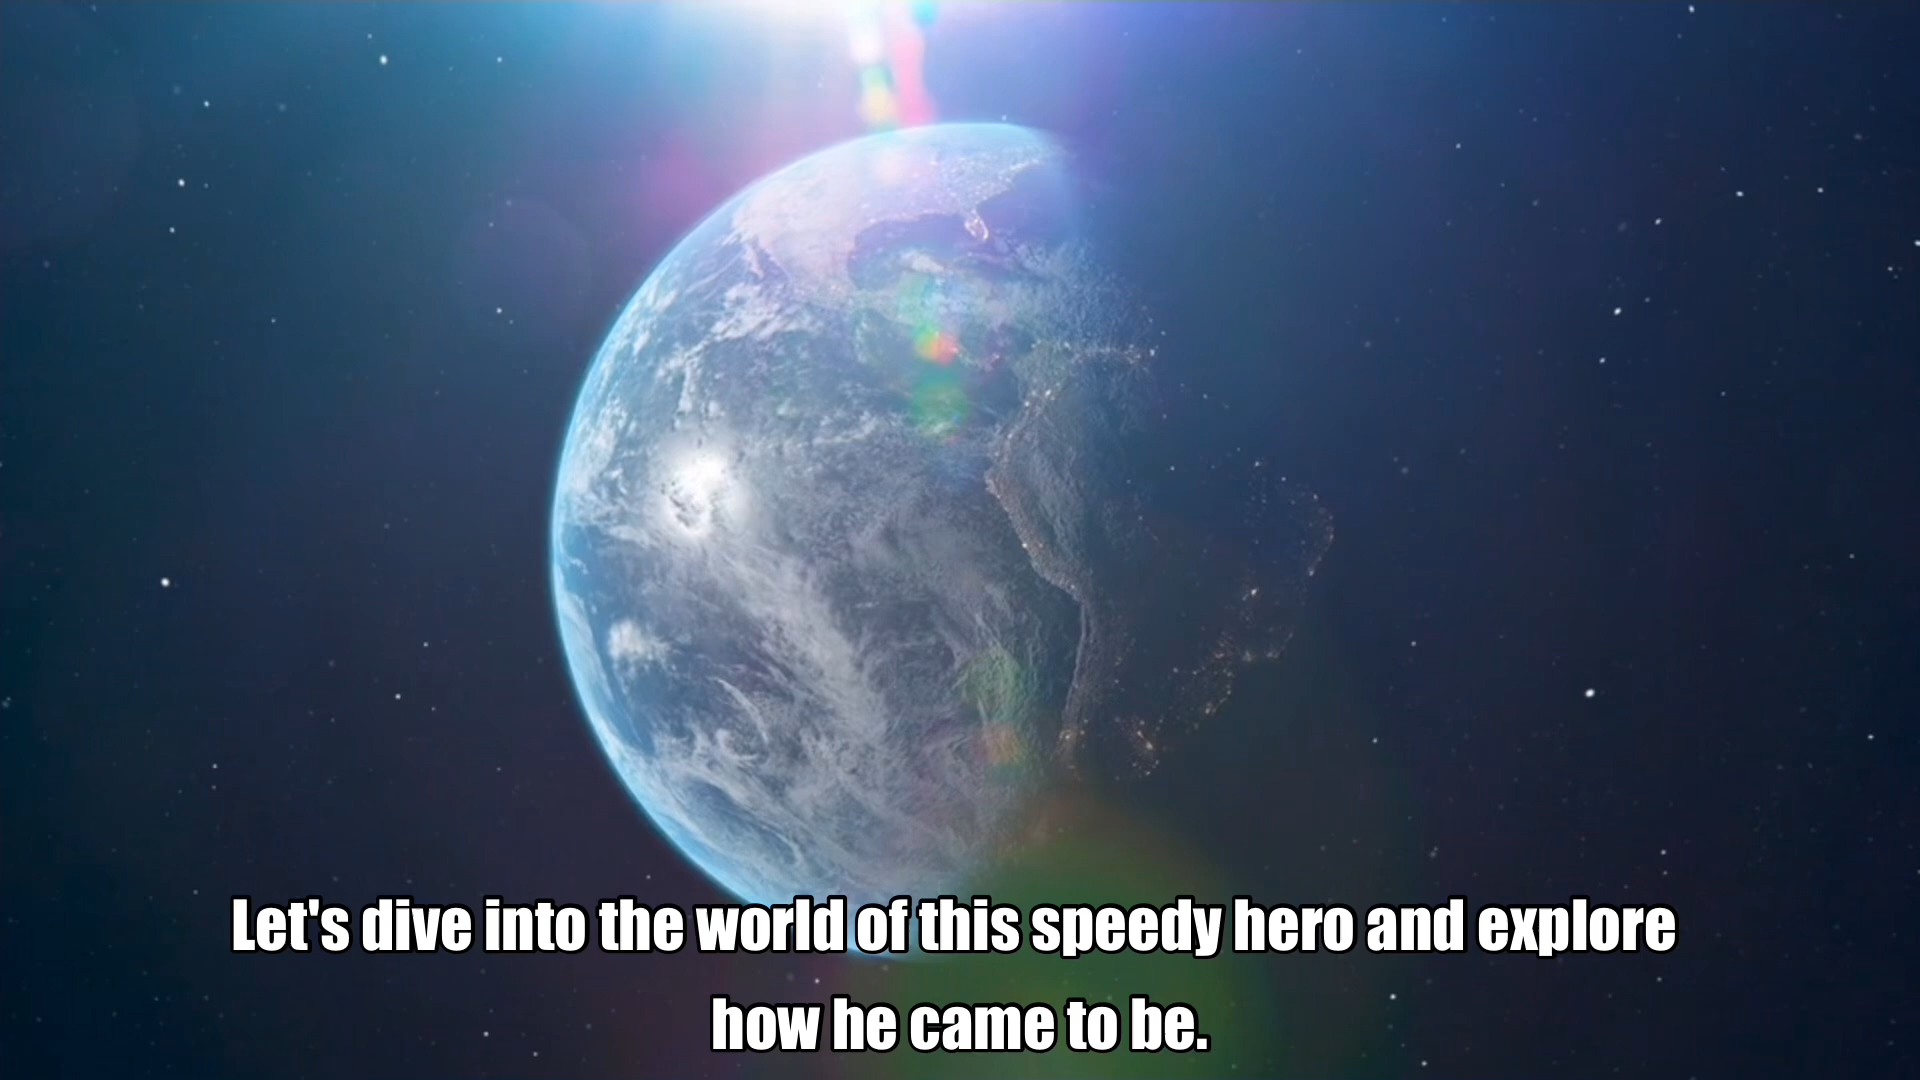 Let's dive into the world of this speedy hero and explore
how he came to be.